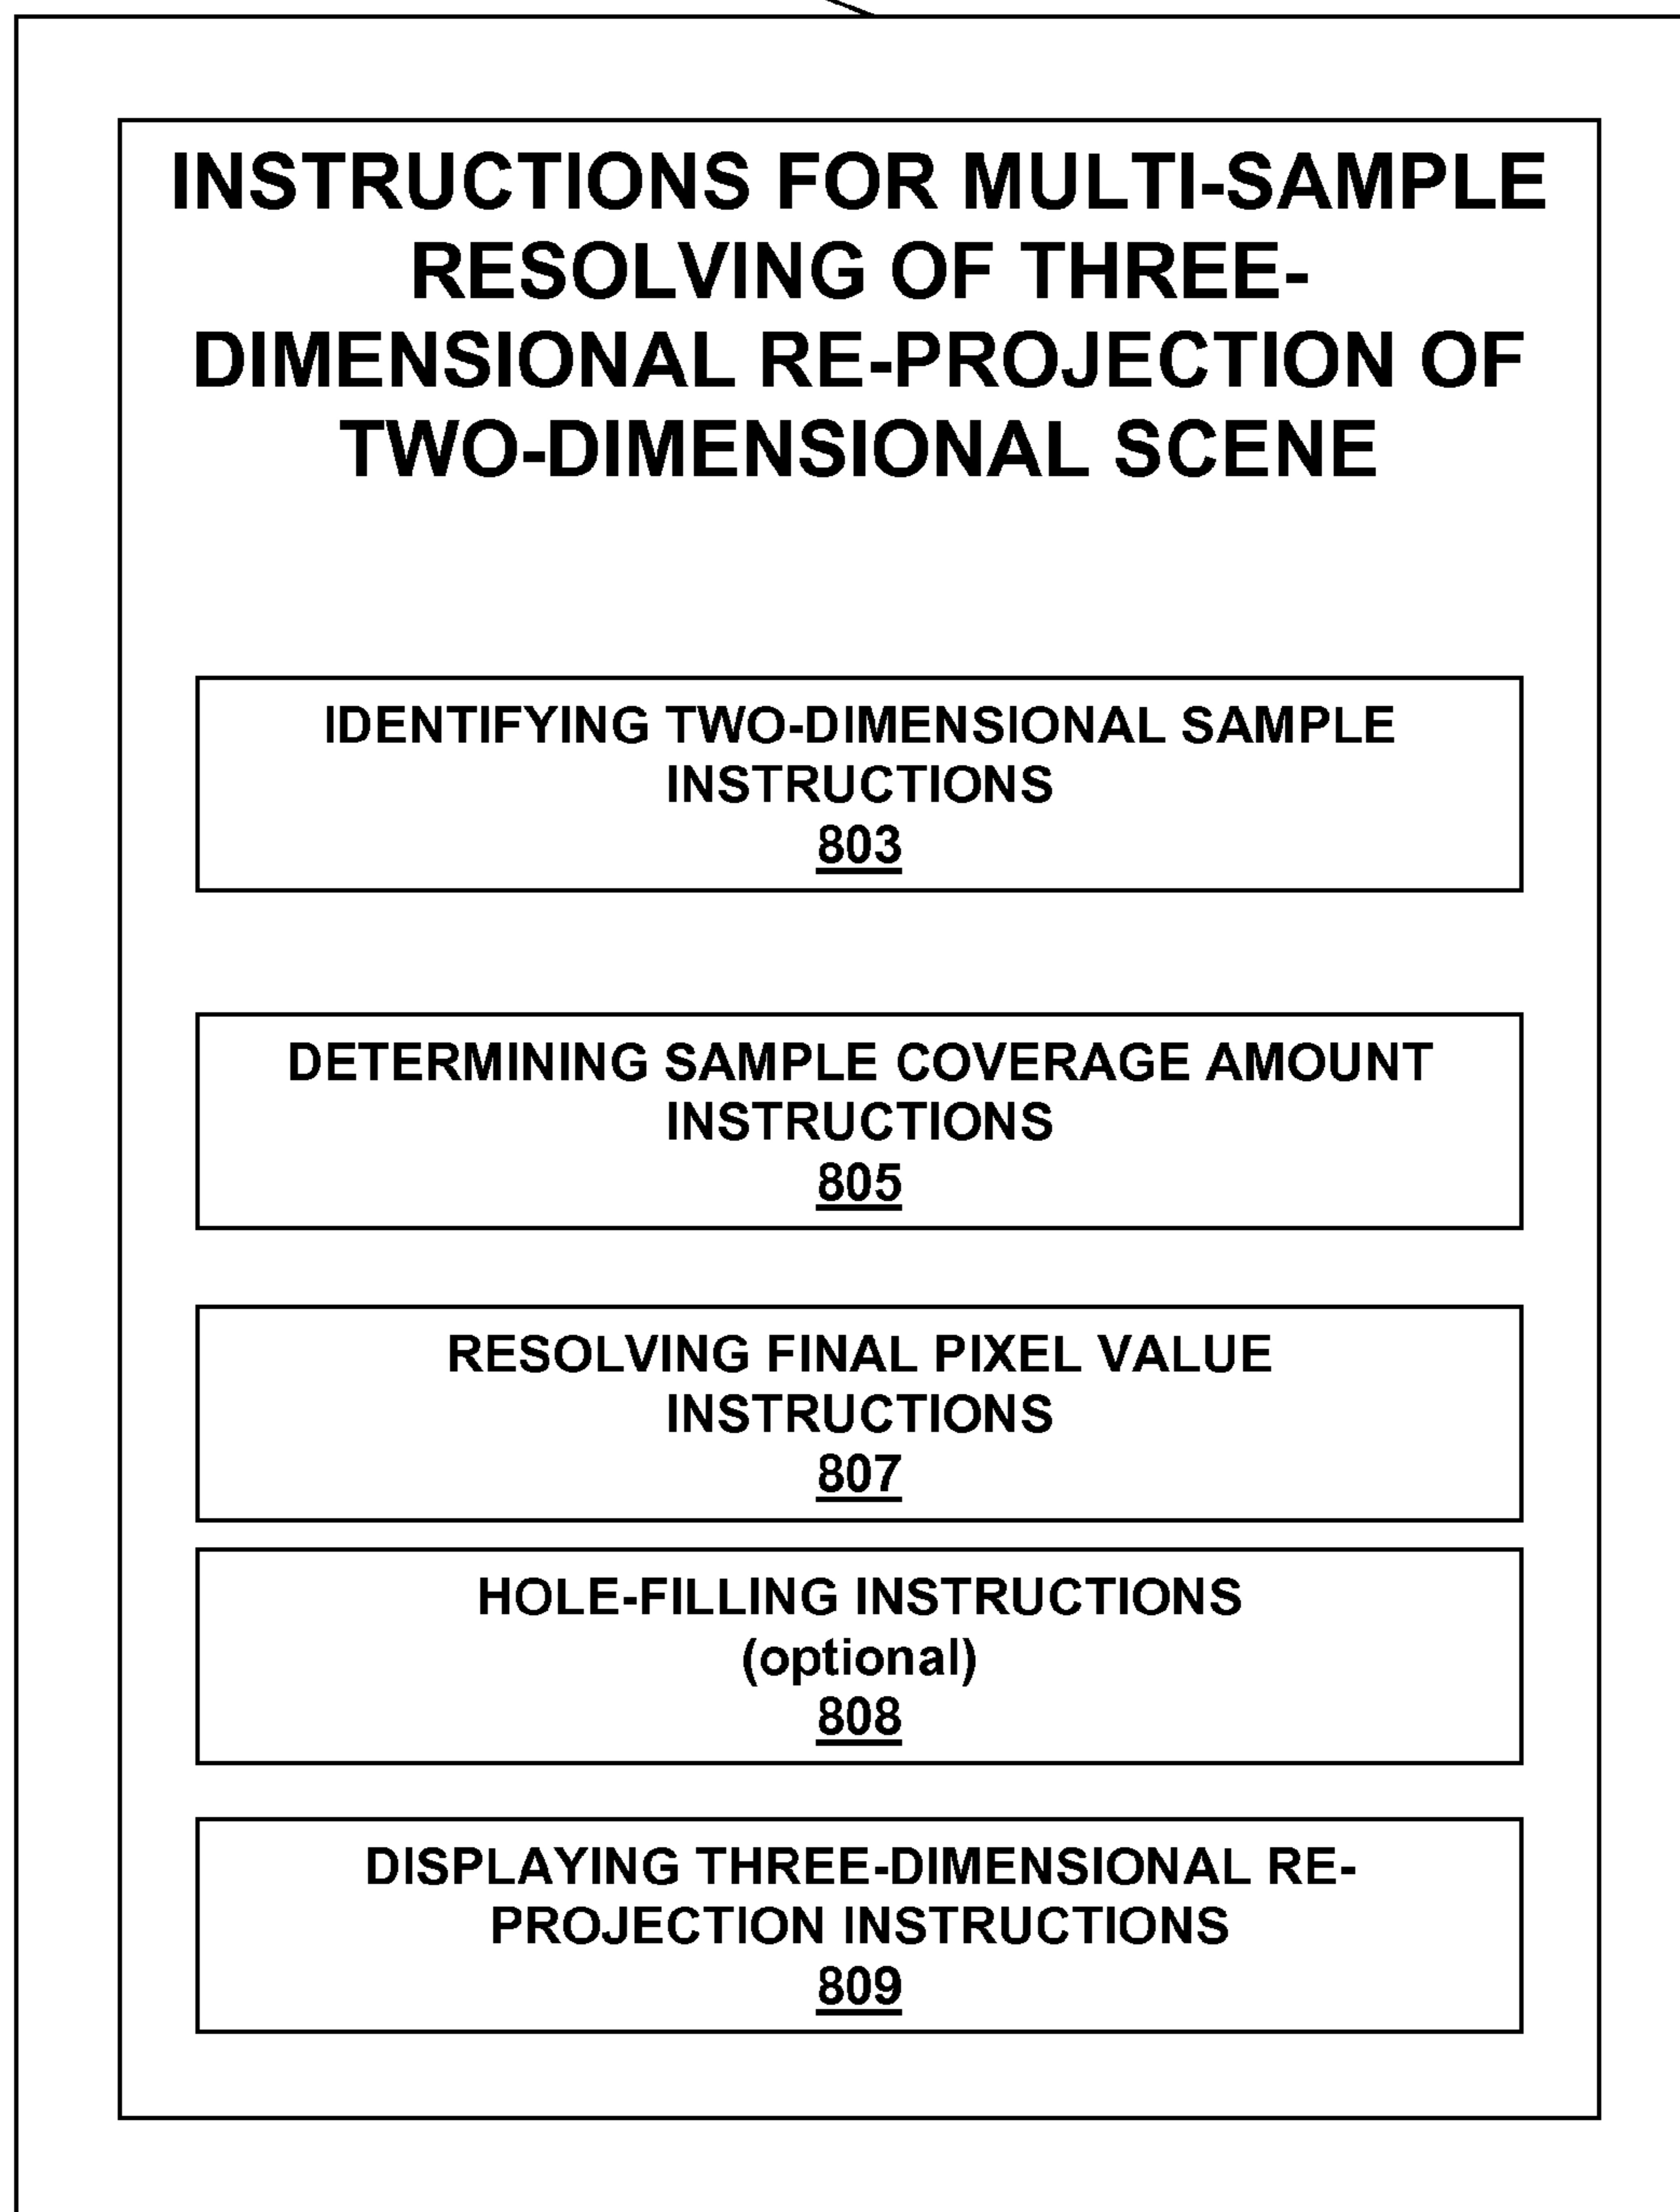 INSTRUCTIONS FOR MULTI-SAMPLE
RESOLVING OF THREE-
DIMENSIONAL RE-PROJECTION OF
TWO-DIMENSIONAL SCENE
IDENTIFYING TWO-DIMENSIONAL SAMPLE
INSTRUCTIONS
803
DETERMINING SAMPLE COVERAGE AMOUNT
INSTRUCTIONS
805
RESOLVING FINAL PIXEL VALUE
INSTRUCTIONS
807
HOLE-FILLING INSTRUCTIONS
(optional)
808
DISPLAYING THREE-DIMENSIONAL RE-
PROJECTION INSTRUCTIONS
809